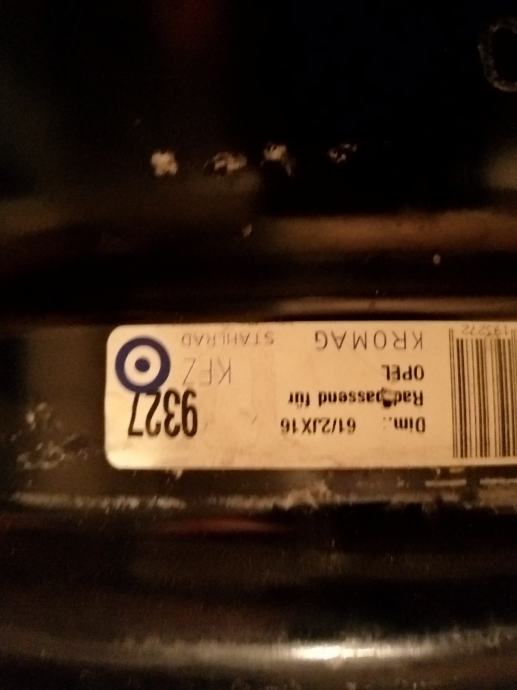 Dim.: 61/2JX16
Rad passend für
OPEL
KROMAG
STAHLRAD
9327
KFZ